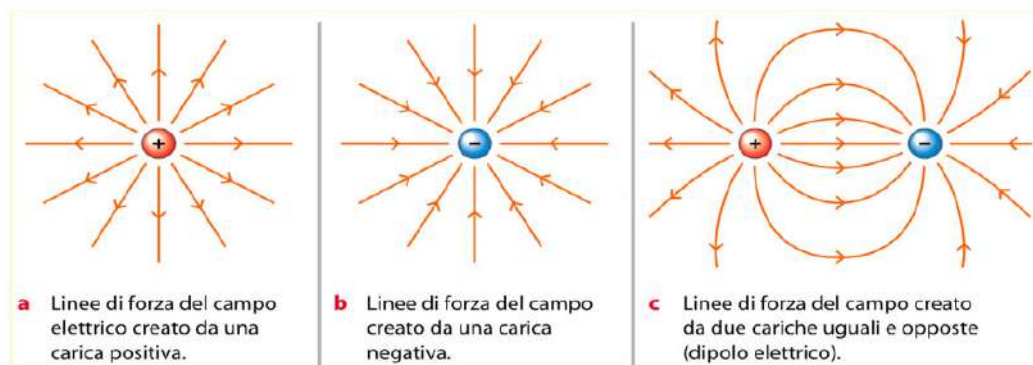 +
−
+
−
a Linee di forza del campo
elettrico creato da una
carica positiva.
b Linee di forza del campo
creato da una carica
negativa.
c Linee di forza del campo creato
da due cariche uguali e opposte
(dipolo elettrico).